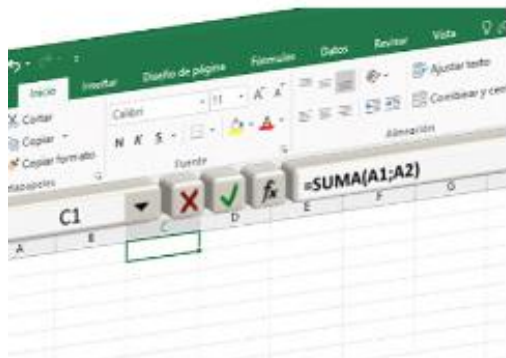 Inicio Insertar Diseño de página Fórmulas Datos Revisar Vista
Cortar
Copiar
Copiar formato
Calibri 11 A A
N K S
Fuente
Ajustar texto
Combinar y cen
Alineación
C1 fx =SUMA(A1;A2)
A B C D E F G